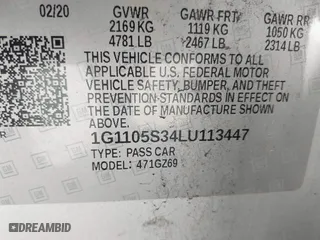 02/20 GVWR GAWR FRT GAWR RR
2169 KG 1119 KG 1050 KG
4781 LB 2467 LB 2314 LB
THIS VEHICLE CONFORMS TO ALL
APPLICABLE U.S. FEDERAL MOTOR
VEHICLE SAFETY, BUMPER, AND THEFT
PREVENTION STANDARDS IN EFFECT ON
THE DATE OF MANUFACTURE SHOWN
ABOVE.
1G1105S34LU113447
TYPE: PASS CAR
MODEL: 471GZ69
DREAMBID